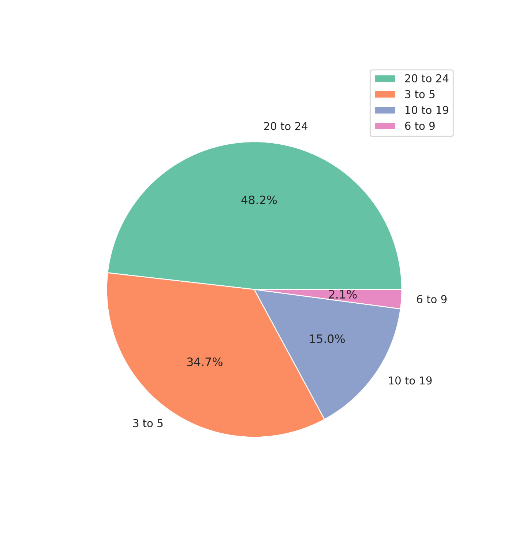 20 to 24
3 to 5
10 to 19
6 to 9
20 to 24
48.2%
2.1%
6 to 9
15.0%
34.7%
10 to 19
3 to 5